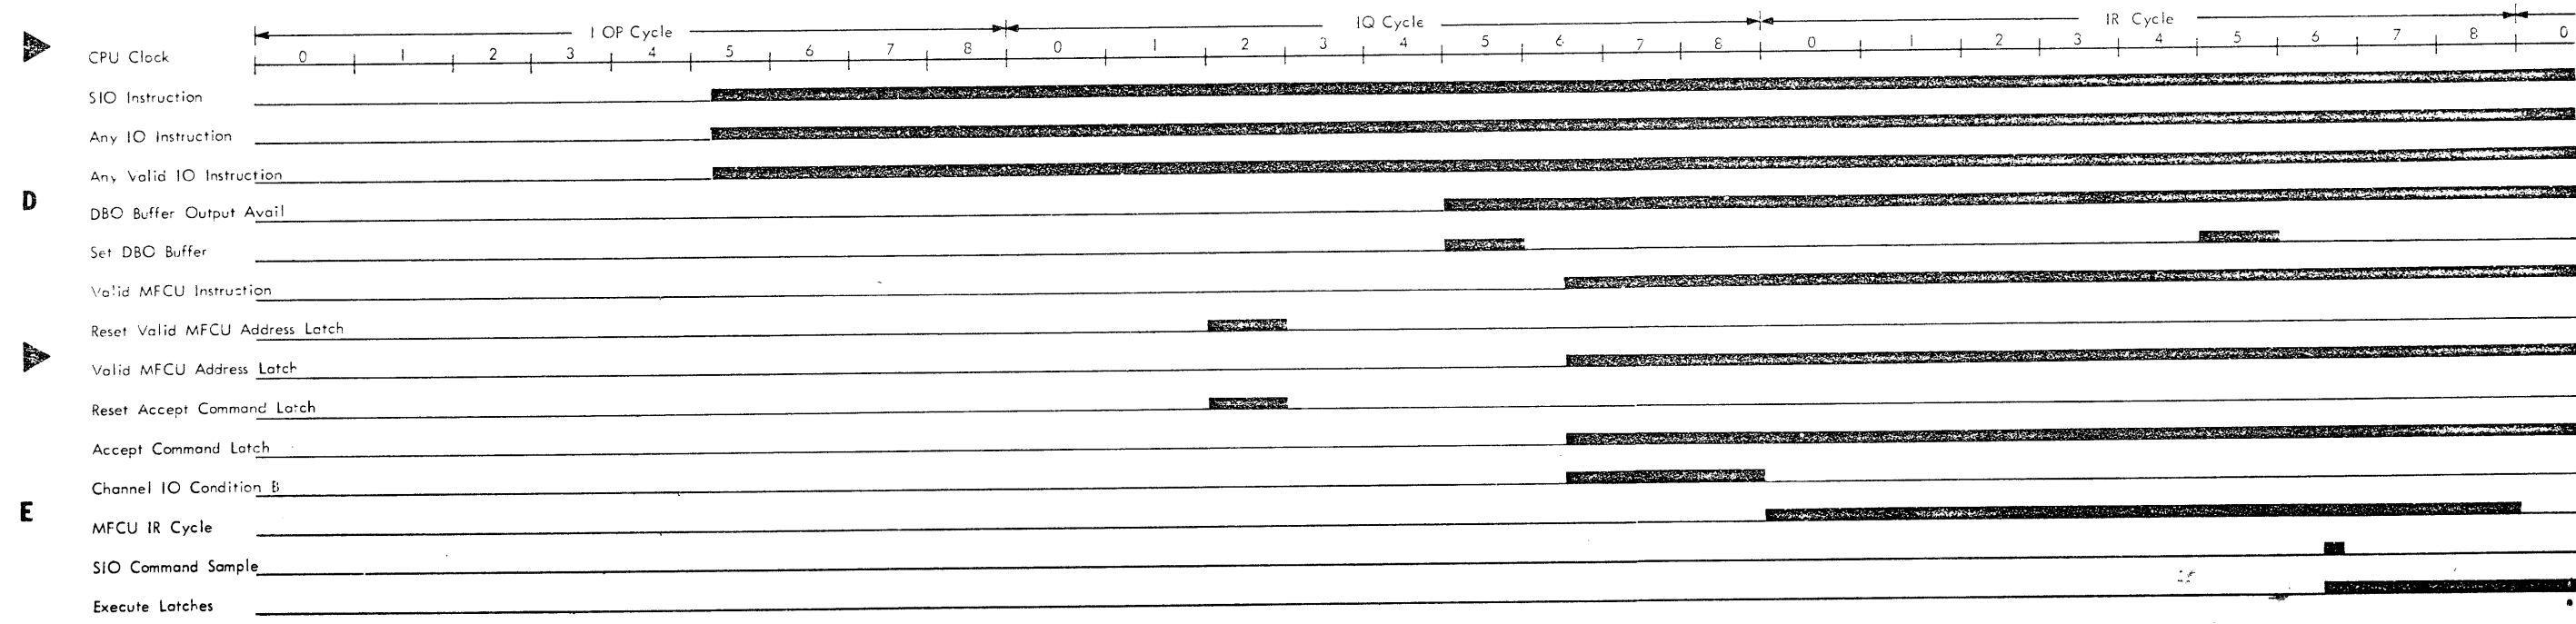 I OP Cycle IQ Cycle IR Cycle
CPU Clock 0 1 2 3 4 5 6 7 8 0 1 2 3 4 5 6 7 8 0 1 2 3 4 5 6 7 8 0
SIO Instruction
Any IO Instruction
Any Valid IO Instruction
D
DBO Buffer Output Avail
Set DBO Buffer
Valid MFCU Instruction
Reset Valid MFCU Address Latch
Valid MFCU Address Latch
Reset Accept Command Latch
Accept Command Latch
Channel IO Condition B
E
MFCU IR Cycle
SIO Command Sample
Execute Latches